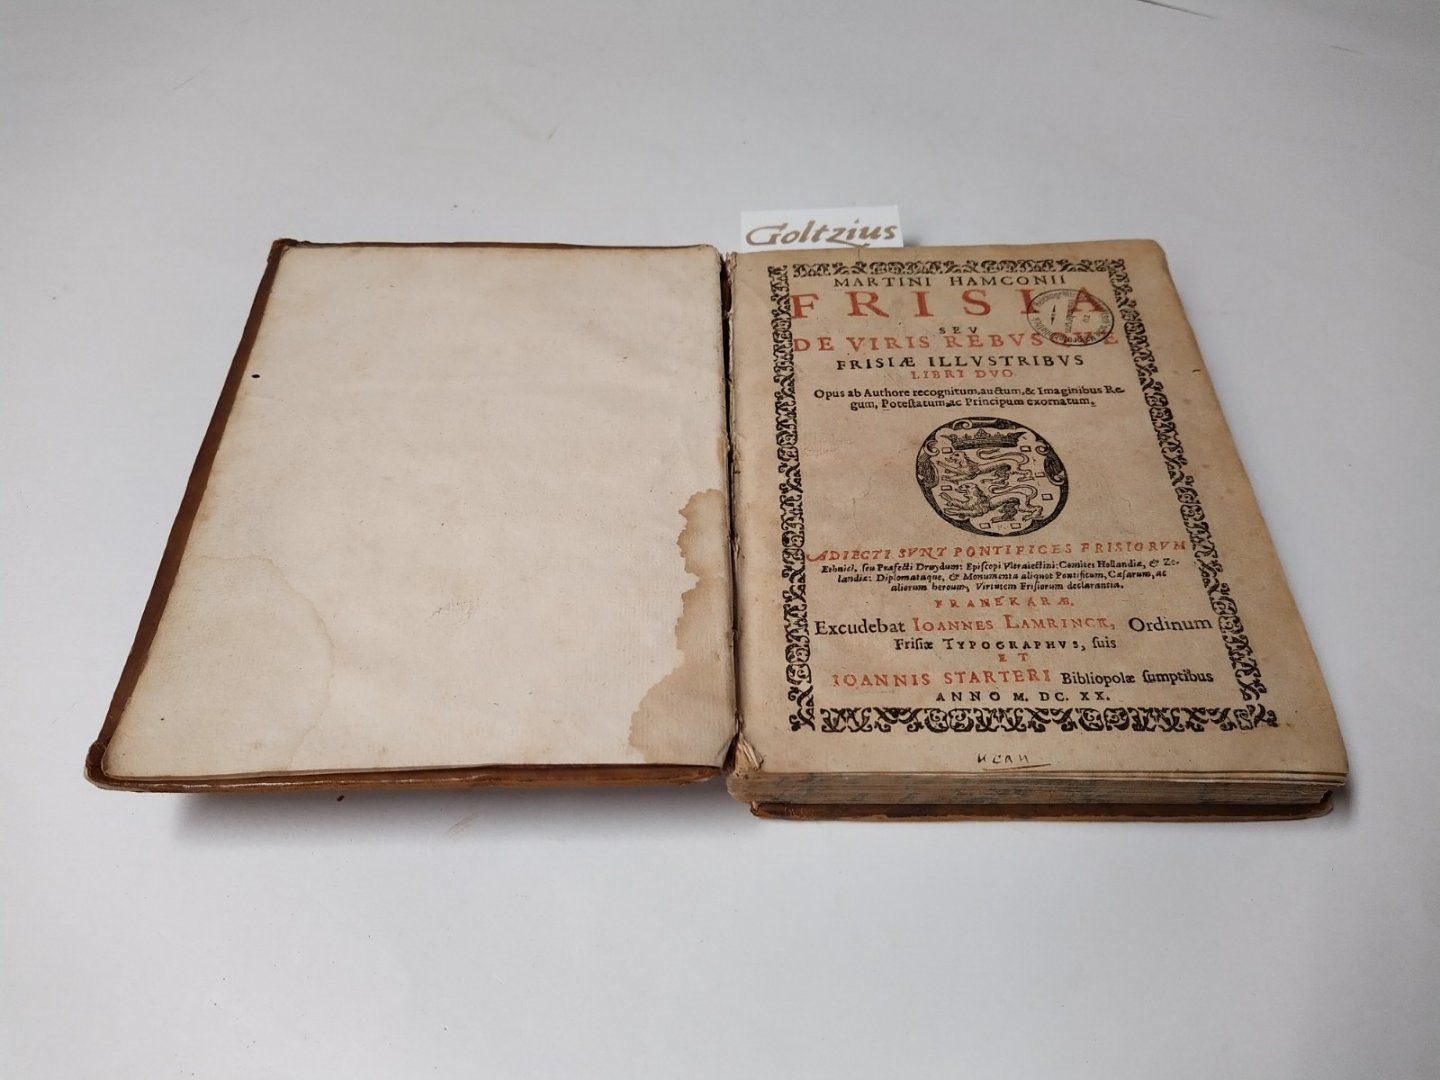 Goltzius
MARTINI HAMCONII
FRISIA
SEV
DE VIRIS REBVSQVE
FRISIÆ ILLVSTRIBVS
LIBRI DVO.
Opus ab Authore recognitum, auctum, & Imaginibus Re-
gum, Poteſtatum, ac Principum exornatum.
ADIECTI SVNT PONTIFICES FRISIORVM
Ethnici, ſeu Præfecti Druydum: Epiſcopi Vltraiectini: Comites Hollandiæ, & Ze-
landiæ: Diplomataque, & Monumenta aliquot Pontificum, Cæſarum, ac
aliorum heroum, Virtutem Friſiorum declarantia.
FRANEKARÆ,
Excudebat IOANNES LAMRINCK, Ordinum
Friſiæ TYPOGRAPHVS, ſuis
ET
IOANNIS STARTERI Bibliopolæ ſumptibus
ANNO M. DC. XX.